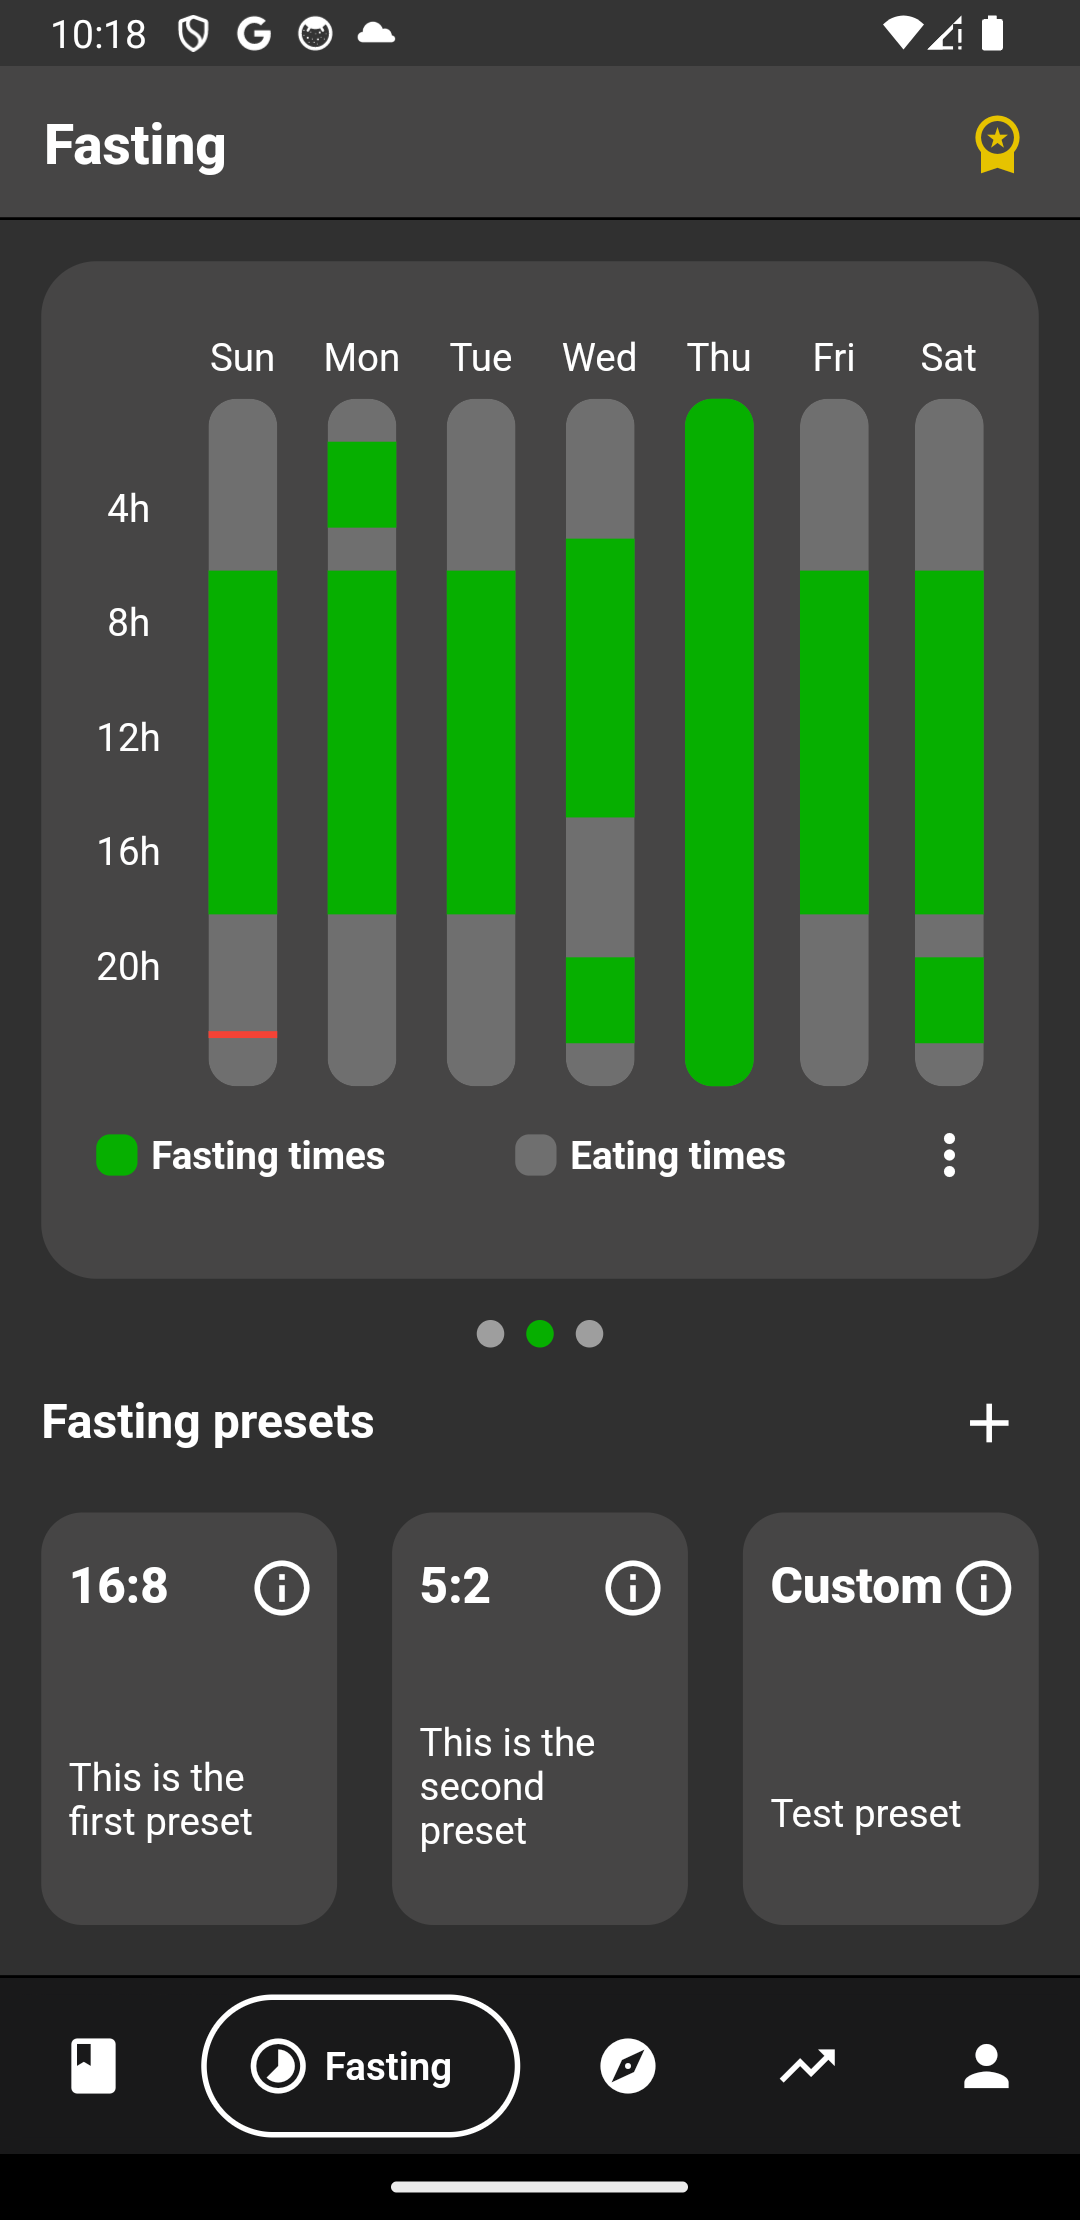 10:18
Fasting
Sun Mon Tue Wed Thu Fri Sat
4h
8h
12h
16h
20h
Fasting times Eating times
Fasting presets
16:8
This is the
first preset
5:2
This is the
second
preset
Custom
Test preset
Fasting